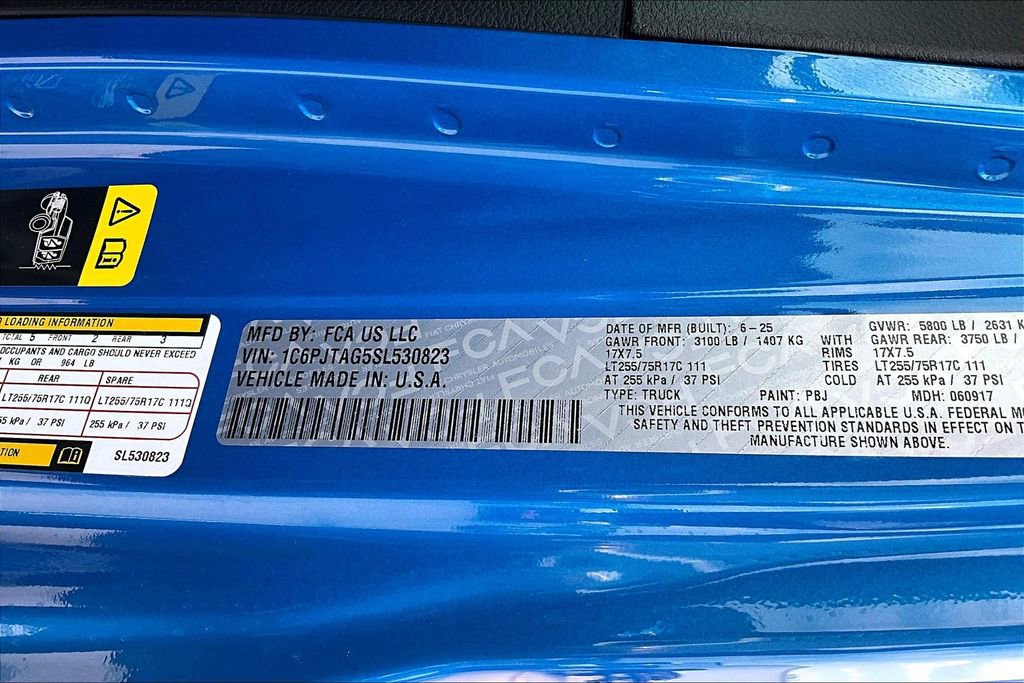 LOADING INFORMATION
TOTAL 5 FRONT 2 REAR 3
OCCUPANTS AND CARGO SHOULD NEVER EXCEED
KG OR 964 LB
REAR SPARE
LT255/75R17C 111Q LT255/75R17C 111Q
kPa / 37 PSI 255 kPa / 37 PSI
SL530823
MFD BY: FCA US LLC
VIN: 1C6PJTAG5SL530823
VEHICLE MADE IN: U.S.A.
DATE OF MFR (BUILT): 6-25 GVWR: 5800 LB / 2631 K
GAWR FRONT: 3100 LB / 1407 KG WITH GAWR REAR: 3750 LB /
17X7.5 RIMS 17X7.5
LT255/75R17C 111 TIRES LT255/75R17C 111
AT 255 kPa / 37 PSI COLD AT 255 kPa / 37 PSI
TYPE: TRUCK PAINT: PBJ MDH: 060917
THIS VEHICLE CONFORMS TO ALL APPLICABLE U.S.A. FEDERAL
SAFETY AND THEFT PREVENTION STANDARDS IN EFFECT ON
MANUFACTURE SHOWN ABOVE.